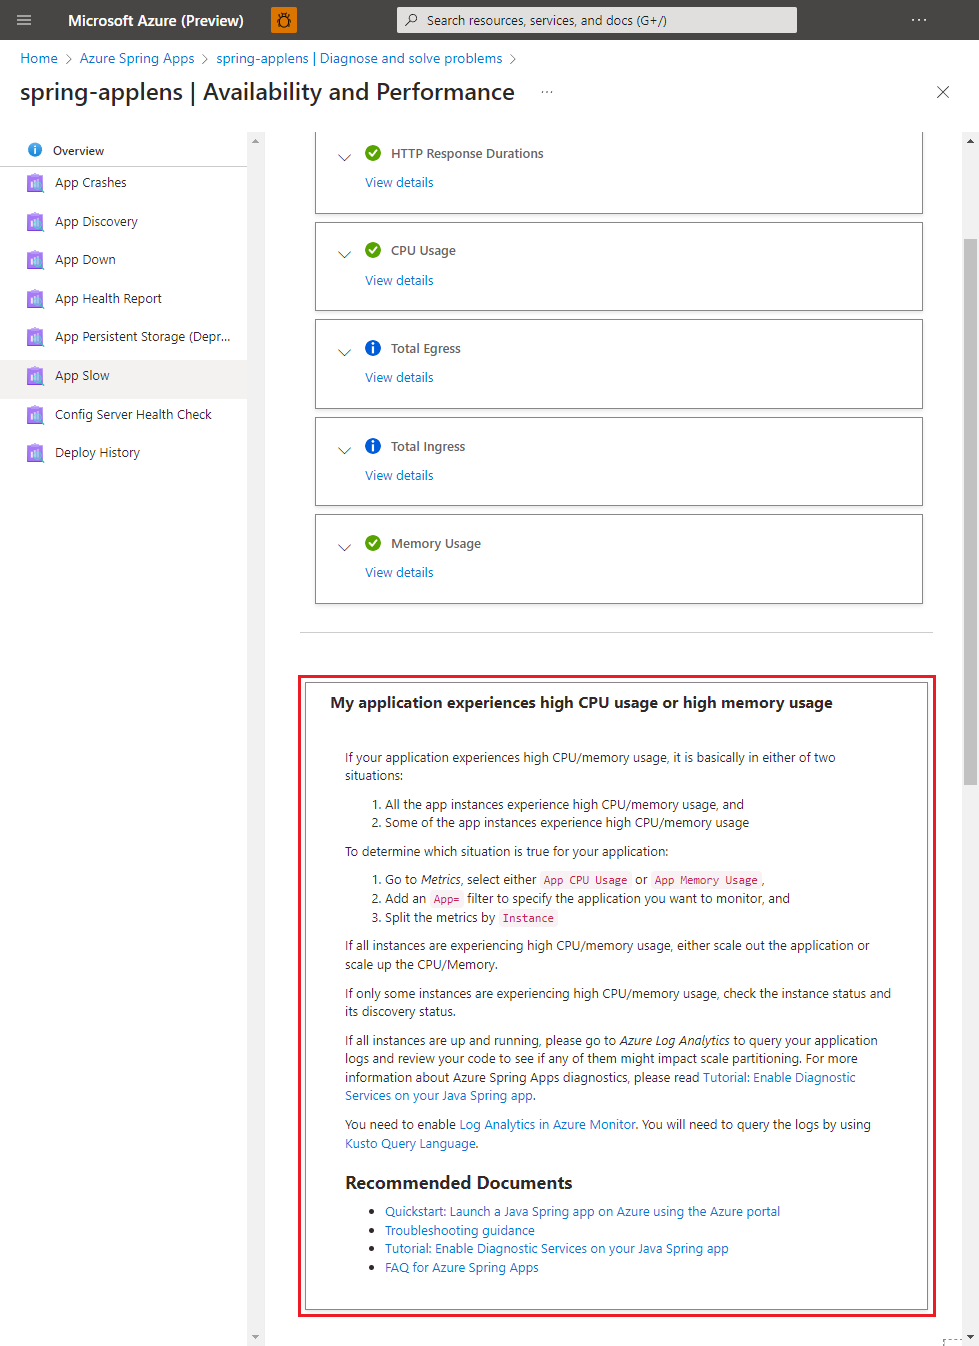 Microsoft Azure (Preview)
Search resources, services, and docs (G+/)
Home > Azure Spring Apps > spring-applens | Diagnose and solve problems >
spring-applens | Availability and Performance
Overview
App Crashes
App Discovery
App Down
App Health Report
App Persistent Storage (Depr...
App Slow
Config Server Health Check
Deploy History
HTTP Response Durations
View details
CPU Usage
View details
Total Egress
View details
Total Ingress
View details
Memory Usage
View details
My application experiences high CPU usage or high memory usage
If your application experiences high CPU/memory usage, it is basically in either of two
situations:
1. All the app instances experience high CPU/memory usage, and
2. Some of the app instances experience high CPU/memory usage
To determine which situation is true for your application:
1. Go to Metrics, select either App CPU Usage or App Memory Usage,
2. Add an App= filter to specify the application you want to monitor, and
3. Split the metrics by Instance
If all instances are experiencing high CPU/memory usage, either scale out the application or
scale up the CPU/Memory.
If only some instances are experiencing high CPU/memory usage, check the instance status and
its discovery status.
If all instances are up and running, please go to Azure Log Analytics to query your application
logs and review your code to see if any of them might impact scale partitioning. For more
information about Azure Spring Apps diagnostics, please read Tutorial: Enable Diagnostic
Services on your Java Spring app.
You need to enable Log Analytics in Azure Monitor. You will need to query the logs by using
Kusto Query Language.
Recommended Documents
• Quickstart: Launch a Java Spring app on Azure using the Azure portal
• Troubleshooting guidance
• Tutorial: Enable Diagnostic Services on your Java Spring app
• FAQ for Azure Spring Apps